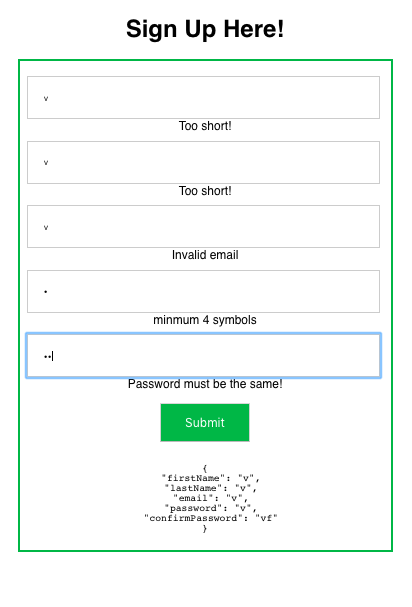 Sign Up Here!
v
Too short!
v
Too short!
v
Invalid email
•
minmum 4 symbols
••
Password must be the same!
Submit
{
"firstName": "v",
"lastName": "v",
"email": "v",
"password": "v",
"confirmPassword": "vf"
}